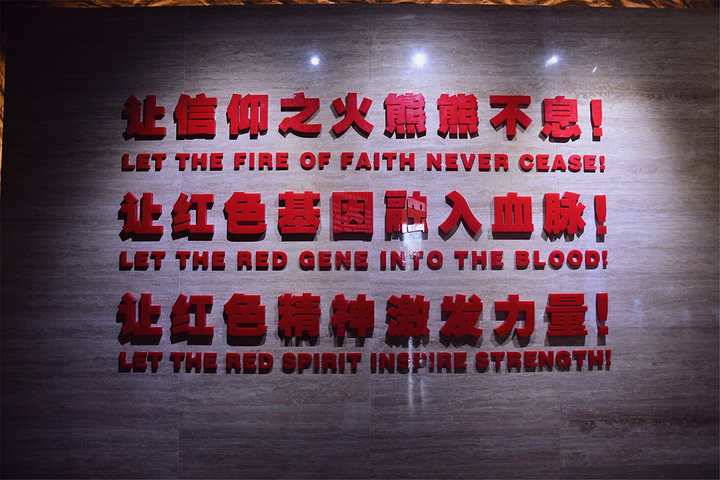 让信仰之火熊熊不息!
LET THE FIRE OF FAITH NEVER CEASE!
让红色基因融入血脉!
LET THE RED GENE INTO THE BLOOD!
让红色精神激发力量!
LET THE RED SPIRIT INSPIRE STRENGTH!